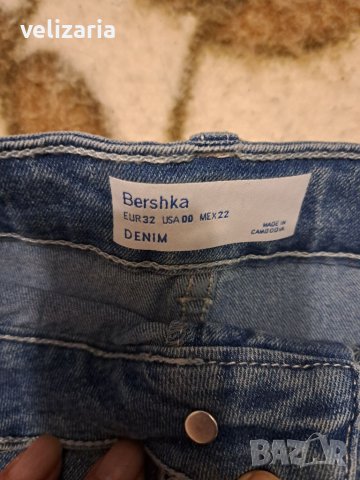 velizaria
Bershka
EUR 32 USA 00 MEX 22
DENIM
MADE IN
CAMBODIA
BAZAR